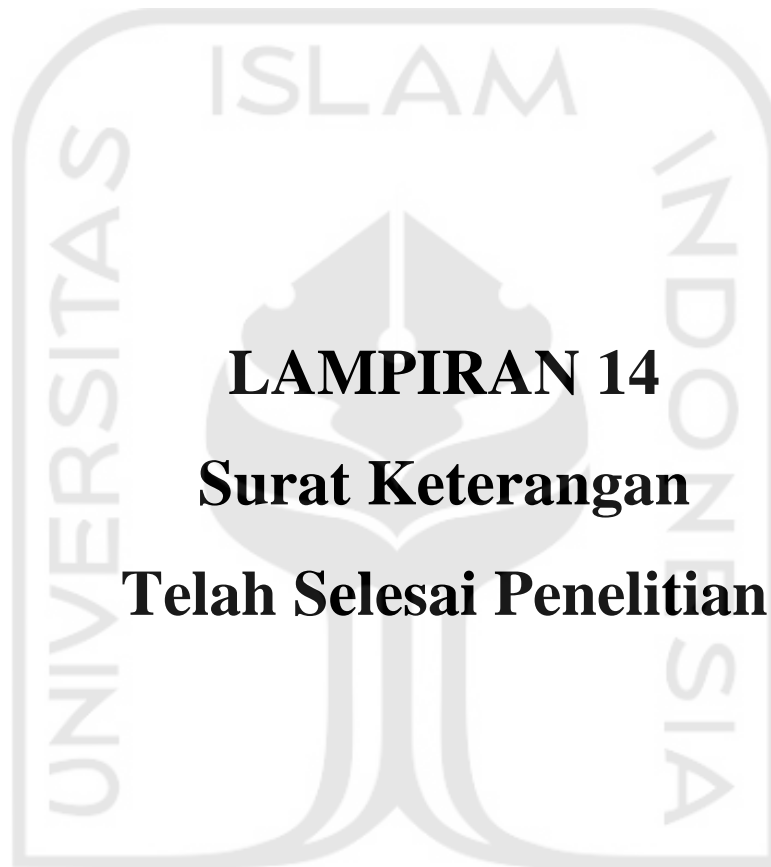 ISLAM
UNIVERSITAS
INDONESIA
LAMPIRAN 14
Surat Keterangan
Telah Selesai Penelitian